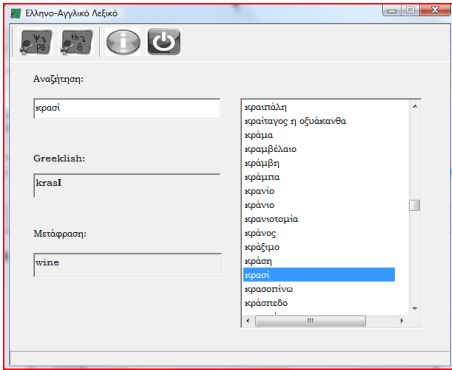 Ελληνο-Αγγλικό Λεξικό
Αναζήτηση:
κρασί
Greeklish:
krasI
Μετάφραση:
wine
κραιπάλη
κραίταγος η οξυάκανθα
κράμα
κραμβέλαιο
κράμβη
κράμπα
κρανίο
κράνιο
κρανιοτομία
κράνος
κράξιμο
κράση
κρασί
κρασοπίνω
κράσπεδο